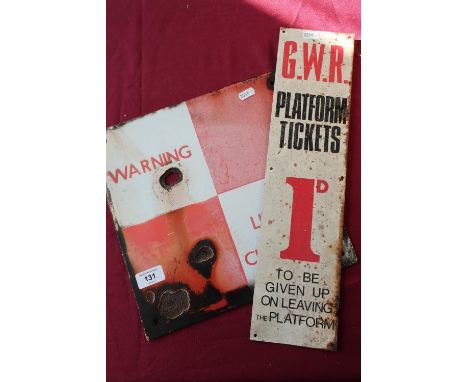 WARNING
131
G.W.R.
PLATFORM
TICKETS
1D
TO BE
GIVEN UP
ON LEAVING
THE PLATFORM